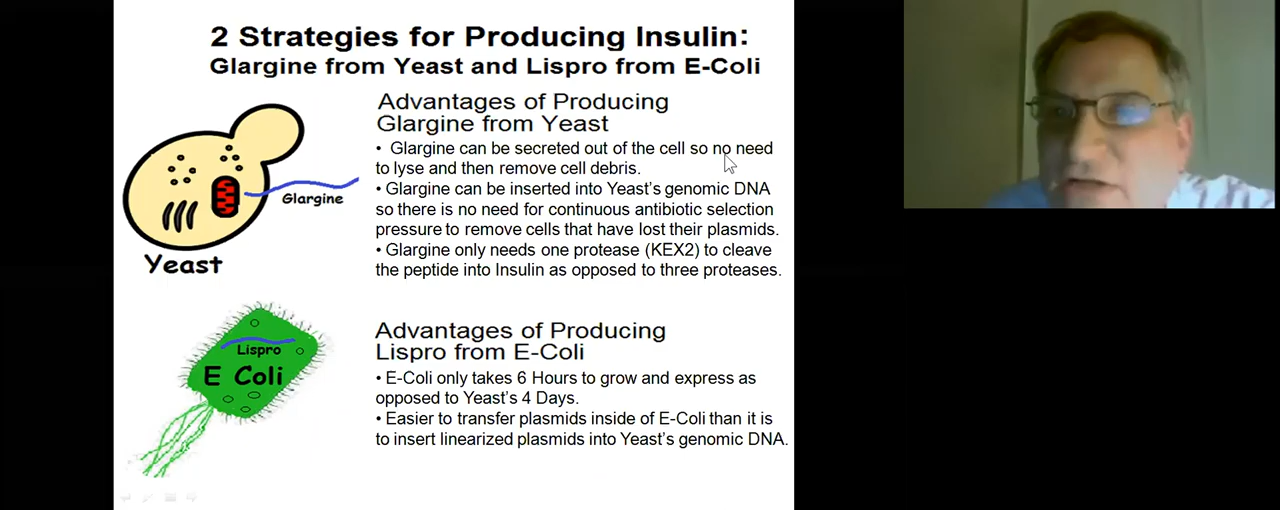 2 Strategies for Producing Insulin:
Glargine from Yeast and Lispro from E-Coli
Advantages of Producing
Glargine from Yeast
• Glargine can be secreted out of the cell so no need
to lyse and then remove cell debris.
• Glargine can be inserted into Yeast's genomic DNA
so there is no need for continuous antibiotic selection
pressure to remove cells that have lost their plasmids.
• Glargine only needs one protease (KEX2) to cleave
the peptide into Insulin as opposed to three proteases.
Glargine
Yeast
Advantages of Producing
Lispro from E-Coli
• E-Coli only takes 6 Hours to grow and express as
opposed to Yeast's 4 Days.
• Easier to transfer plasmids inside of E-Coli than it is
to insert linearized plasmids into Yeast's genomic DNA.
Lispro
E Coli